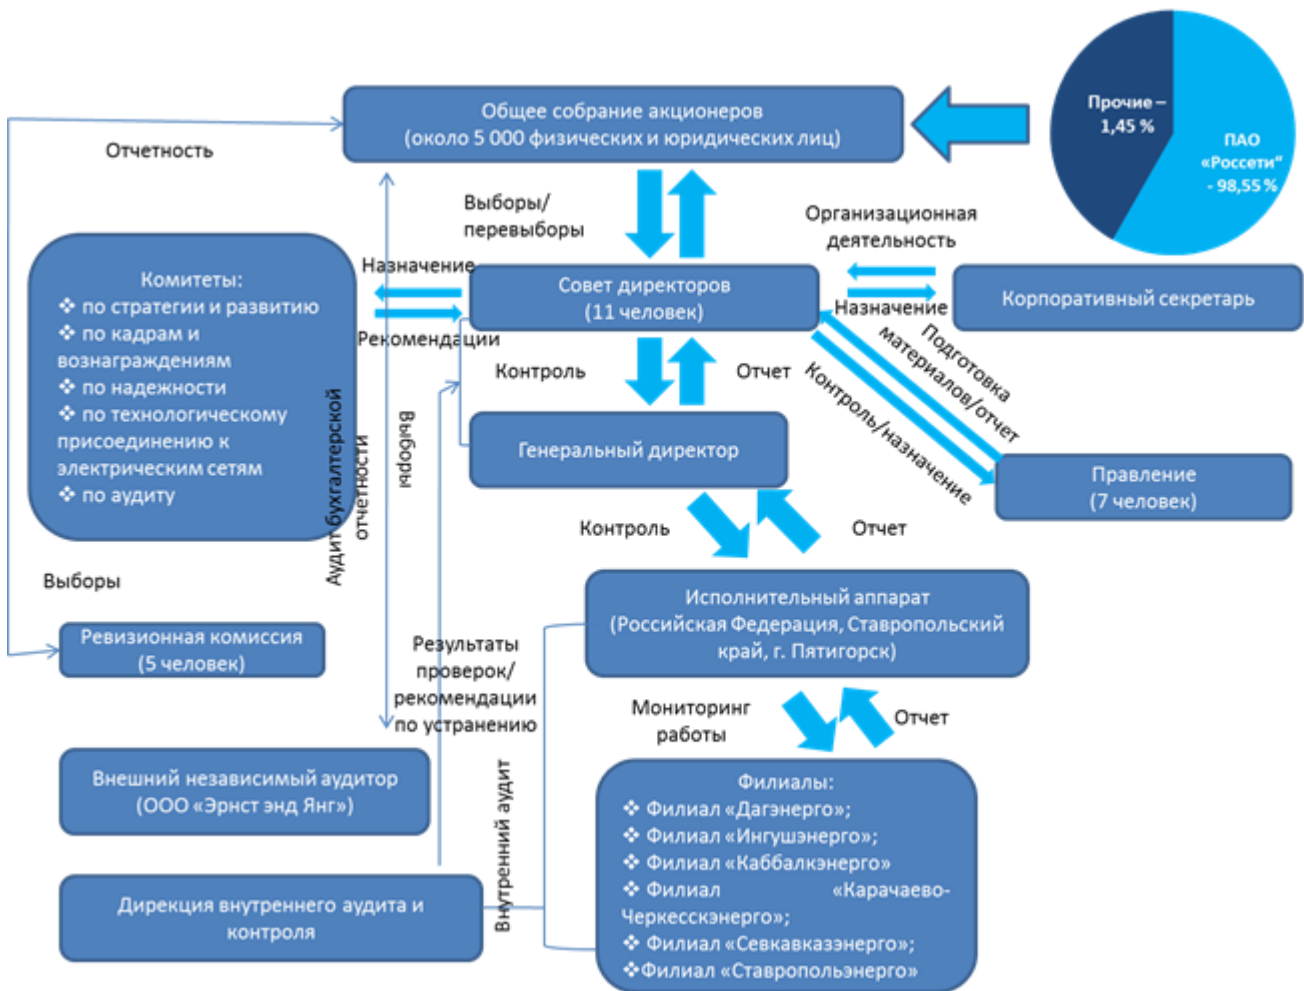 Общее собрание акционеров
(около 5 000 физических и юридических лиц)
Прочие –
1,45 %
ПАО
«Россети"
- 98,55 %
Отчетность
Выборы/
перевыборы
Организационная
деятельность
Комитеты:
❖ по стратегии и развитию
❖ по кадрам и
вознаграждениям
❖ по надежности
❖ по технологическому
присоединению к
электрическим сетям
❖ по аудиту
Назначение
Рекомендации
Совет директоров
(11 человек)
Назначение
Корпоративный секретарь
Подготовка
материалов/отчет
Контроль/назначение
Контроль
Отчет
Аудит бухгалтерской
отчетности
Выборы
Генеральный директор
Правление
(7 человек)
Контроль
Отчет
Выборы
Ревизионная комиссия
(5 человек)
Исполнительный аппарат
(Российская Федерация, Ставропольский
край, г. Пятигорск)
Результаты
проверок/
рекомендации
по устранению
Мониторинг
работы
Отчет
Внешний независимый аудитор
(ООО «Эрнст энд Янг»)
Внутренний аудит
Филиалы:
❖ Филиал «Дагэнерго»;
❖ Филиал «Ингушэнерго»;
❖ Филиал «Каббалкэнерго»
❖ Филиал «Карачаево-
Черкесскэнерго»;
❖ Филиал «Севкавказэнерго»;
❖Филиал «Ставропольэнерго»
Дирекция внутреннего аудита и
контроля